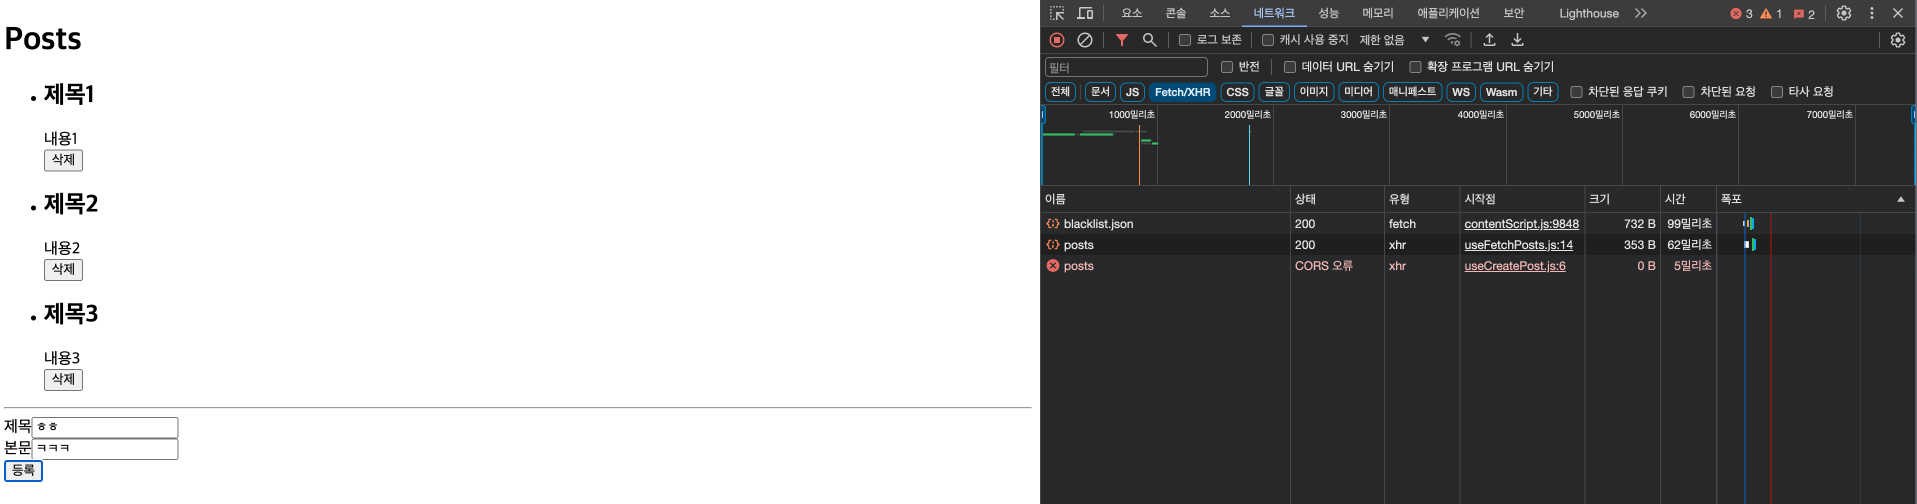 Posts
제목1
내용1
삭제
제목2
내용2
삭제
제목3
내용3
삭제
제목 ㅎㅎ
본문 ㅋㅋㅋ
등록
요소 콘솔 소스 네트워크 성능 메모리 애플리케이션 보안 Lighthouse 3 1 2
로그 보존 캐시 사용 중지 제한 없음
필터 반전 데이터 URL 숨기기 확장 프로그램 URL 숨기기
전체 문서 JS Fetch/XHR CSS 글꼴 이미지 미디어 매니페스트 WS Wasm 기타 차단된 응답 쿠키 차단된 요청 타사 요청
1000밀리초 2000밀리초 3000밀리초 4000밀리초 5000밀리초 6000밀리초 7000밀리초
이름 상태 유형 시작점 크기 시간 폭포
blacklist.json 200 fetch contentScript.js:9848 732 B 99밀리초
posts 200 xhr useFetchPosts.js:14 353 B 62밀리초
posts CORS 오류 xhr useCreatePost.js:6 0 B 5밀리초